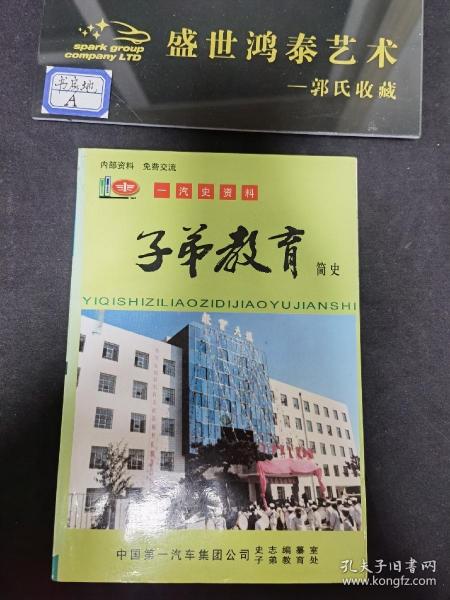 spark group
company LTD
盛世鸿泰艺术
—郭氏收藏
书房地
A
内部资料 免费交流
一汽史资料
子弟教育 简史
YIQISHIZILIAOZIDIJIAOYUJIANSHI
教育大楼
中国第一汽车集团公司 史志编纂室
子弟教育处
孔夫子旧书网
www.kongfz.com